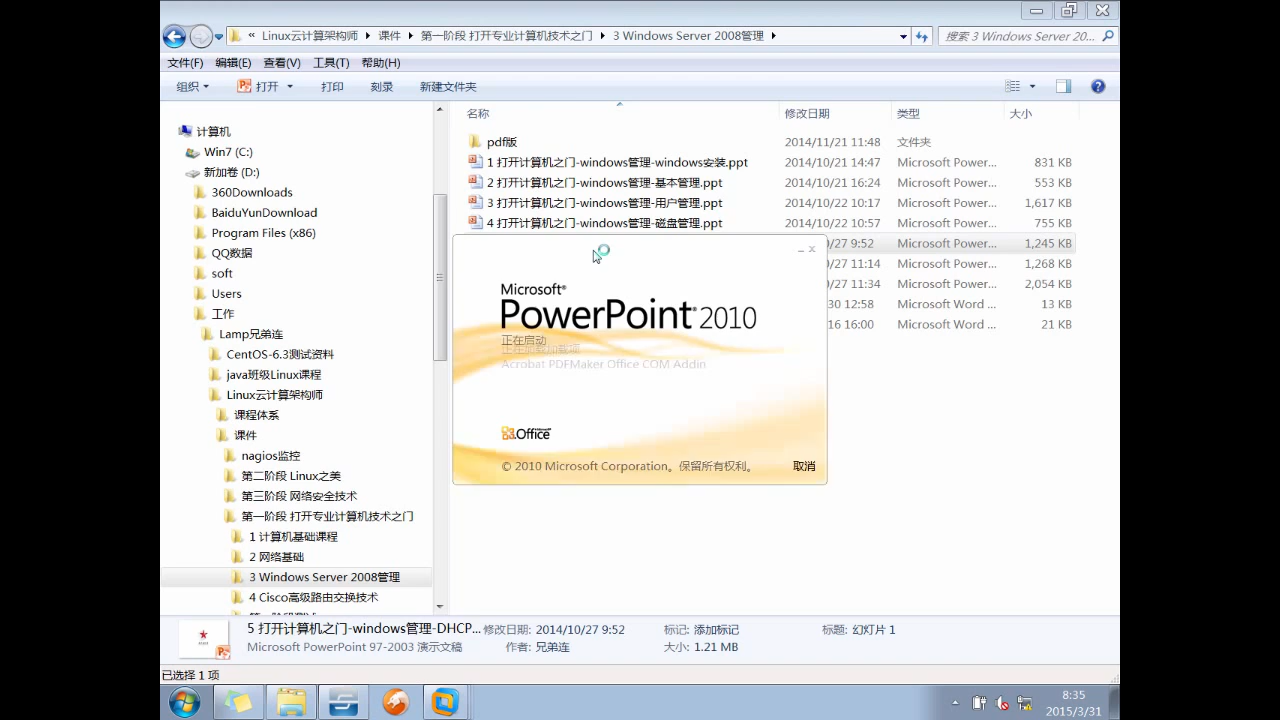 « Linux云计算架构师 ▸ 课件 ▸ 第一阶段 打开专业计算机技术之门 ▸ 3 Windows Server 2008管理 ▸
搜索 3 Windows Server 20...
文件(F) 编辑(E) 查看(V) 工具(T) 帮助(H)
组织 打开 打印 刻录 新建文件夹
名称 修改日期 类型 大小
计算机
Win7 (C:)
新加卷 (D:)
360Downloads
BaiduYunDownload
Program Files (x86)
QQ数据
soft
Users
工作
Lamp兄弟连
CentOS-6.3测试资料
java班级Linux课程
Linux云计算架构师
课程体系
课件
nagios监控
第二阶段 Linux之美
第三阶段 网络安全技术
第一阶段 打开专业计算机技术之门
1 计算机基础课程
2 网络基础
3 Windows Server 2008管理
4 Cisco高级路由交换技术
pdf版 2014/11/21 11:48 文件夹
1 打开计算机之门-windows管理-windows安装.ppt 2014/10/21 14:47 Microsoft Power... 831 KB
2 打开计算机之门-windows管理-基本管理.ppt 2014/10/21 16:24 Microsoft Power... 553 KB
3 打开计算机之门-windows管理-用户管理.ppt 2014/10/22 10:17 Microsoft Power... 1,617 KB
4 打开计算机之门-windows管理-磁盘管理.ppt 2014/10/22 10:57 Microsoft Power... 755 KB
/27 9:52 Microsoft Power... 1,245 KB
/27 11:14 Microsoft Power... 1,268 KB
/27 11:34 Microsoft Power... 2,054 KB
30 12:58 Microsoft Word ... 13 KB
16 16:00 Microsoft Word ... 21 KB
Microsoft®
PowerPoint® 2010
正在启动
正在加载加载项
Acrobat PDFMaker Office COM Addin
Office
© 2010 Microsoft Corporation。保留所有权利。 取消
5 打开计算机之门-windows管理-DHCP... 修改日期: 2014/10/27 9:52 标记: 添加标记 标题: 幻灯片 1
Microsoft PowerPoint 97-2003 演示文稿 作者: 兄弟连 大小: 1.21 MB
已选择 1 项
8:35
2015/3/31